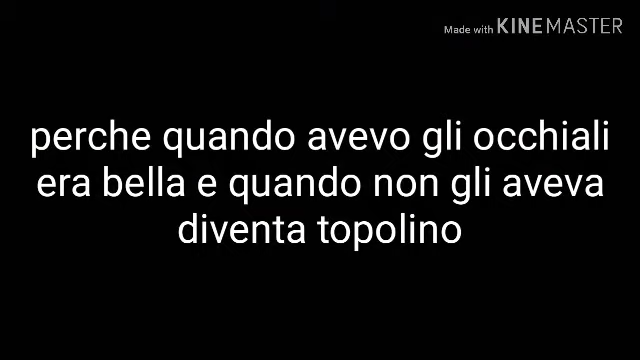 Made with KINEMASTER
perche quando avevo gli occhiali
era bella e quando non gli aveva
diventa topolino